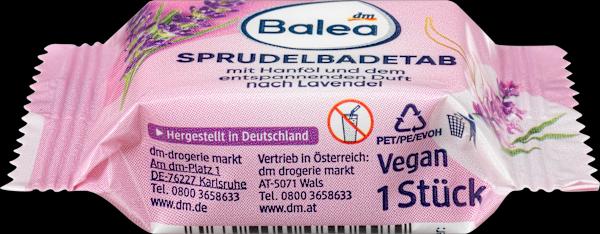 dm
Balea
SPRUDELBADETAB
mit Hanföl und dem
entspannenden Duft
nach Lavendel
Hergestellt in Deutschland
PET/PE/EVOH
dm-drogerie markt
Am dm-Platz 1
DE-76227 Karlsruhe
Tel. 0800 3658633
www.dm.de
Vertrieb in Österreich:
dm drogerie markt
AT-5071 Wals
Tel. 0800 3658633
www.dm.at
Vegan
1 Stück